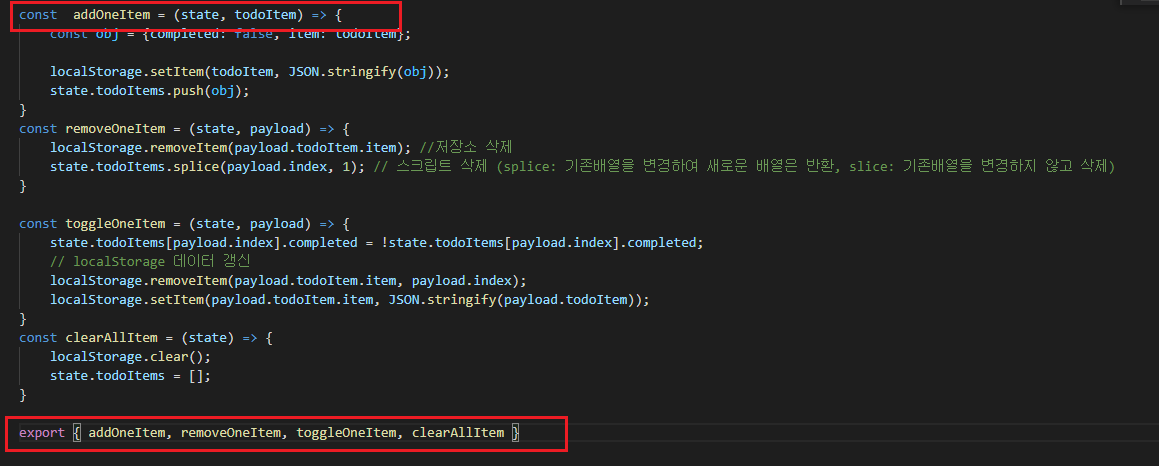 const  addOneItem = (state, todoItem) => {
    const obj = {completed: false, item: todoItem};
    localStorage.setItem(todoItem, JSON.stringify(obj));
    state.todoItems.push(obj);
}
const removeOneItem = (state, payload) => {
    localStorage.removeItem(payload.todoItem.item); //저장소 삭제
    state.todoItems.splice(payload.index, 1); // 스크립트 삭제 (splice: 기존배열을 변경하여 새로운 배열은 반환, slice: 기존배열을 변경하지 않고 삭제)
}
const toggleOneItem = (state, payload) => {
    state.todoItems[payload.index].completed = !state.todoItems[payload.index].completed;
    // localStorage 데이터 갱신
    localStorage.removeItem(payload.todoItem.item, payload.index);
    localStorage.setItem(payload.todoItem.item, JSON.stringify(payload.todoItem));
}
const clearAllItem = (state) => {
    localStorage.clear();
    state.todoItems = [];
}
export { addOneItem, removeOneItem, toggleOneItem, clearAllItem }